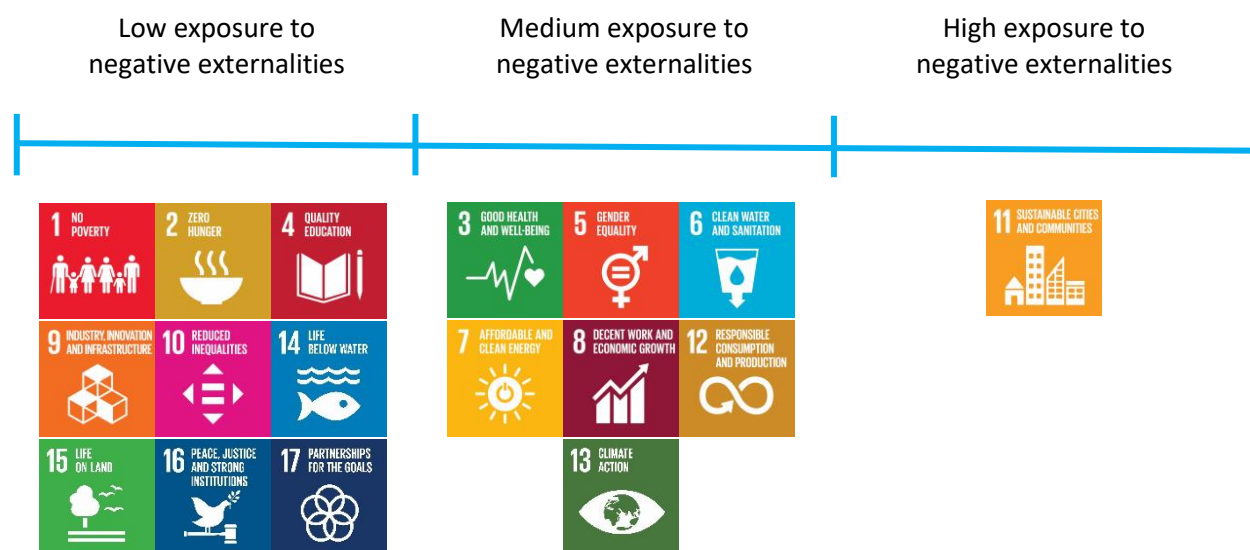 Low exposure to
negative externalities
Medium exposure to
negative externalities
High exposure to
negative externalities
1 NO
POVERTY
2 ZERO
HUNGER
4 QUALITY
EDUCATION
3 GOOD HEALTH
AND WELL-BEING
5 GENDER
EQUALITY
6 CLEAN WATER
AND SANITATION
11 SUSTAINABLE CITIES
AND COMMUNITIES
9 INDUSTRY, INNOVATION
AND INFRASTRUCTURE
10 REDUCED
INEQUALITIES
14 LIFE
BELOW WATER
7 AFFORDABLE AND
CLEAN ENERGY
8 DECENT WORK AND
ECONOMIC GROWTH
12 RESPONSIBLE
CONSUMPTION
AND PRODUCTION
15 LIFE
ON LAND
16 PEACE, JUSTICE
AND STRONG
INSTITUTIONS
17 PARTNERSHIPS
FOR THE GOALS
13 CLIMATE
ACTION